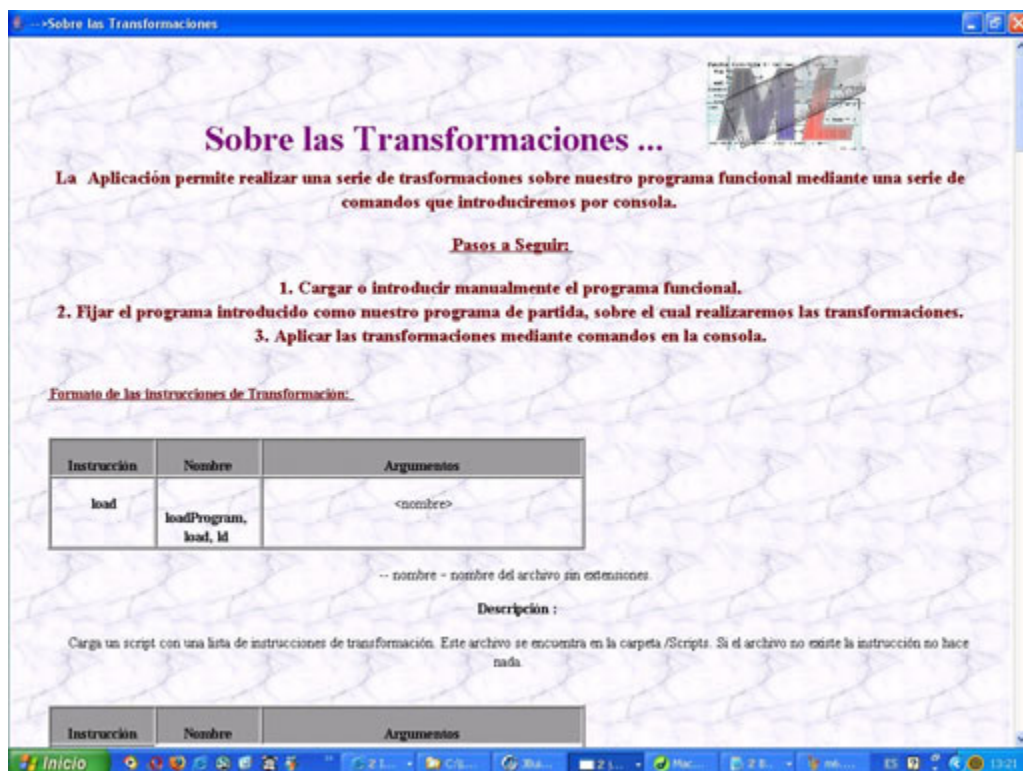 -->Sobre las Transformaciones
Sobre las Transformaciones ...
La Aplicación permite realizar una serie de trasformaciones sobre nuestro programa funcional mediante una serie de
comandos que introduciremos por consola.
Pasos a Seguir:
1. Cargar o introducir manualmente el programa funcional.
2. Fijar el programa introducido como nuestro programa de partida, sobre el cual realizaremos las transformaciones.
3. Aplicar las transformaciones mediante comandos en la consola.
Formato de las instrucciones de Transformación:
Instrucción Nombre Argumentos
load <nombre>
loadProgram,
load, ld
-- nombre = nombre del archivo sin extensiones.
Descripción :
Carga un script con una lista de instrucciones de transformación. Este archivo se encuentra en la carpeta /Scripts. Si el archivo no existe la instrucción no hace
nada.
Instrucción Nombre Argumentos
Inicio ES 13:21